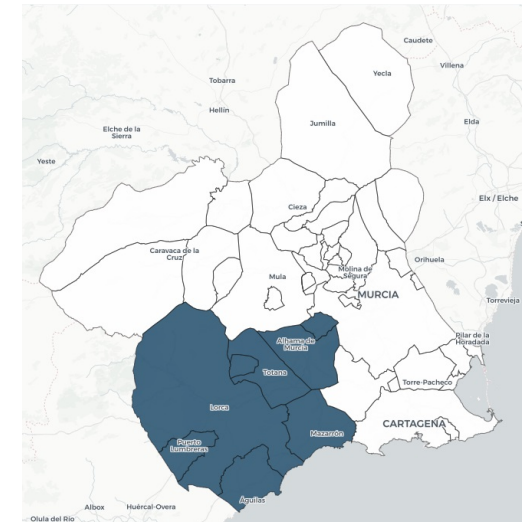 Caudete
Villena
Yecla
Tobarra
Hellín
Elda
Jumilla
Elche de la
Sierra
Yeste
Elx / Elche
Cieza
Caravaca de la
Cruz
Orihuela
Mula
Molina de
Segura
MURCIA
Torrevieja
Pilar de la
Horadada
Alhama de
Murcia
Totana
Torre-Pacheco
Lorca
CARTAGENA
Mazarrón
Puerto
Lumbreras
Águilas
Albox
Huércal-Overa
Olula del Río